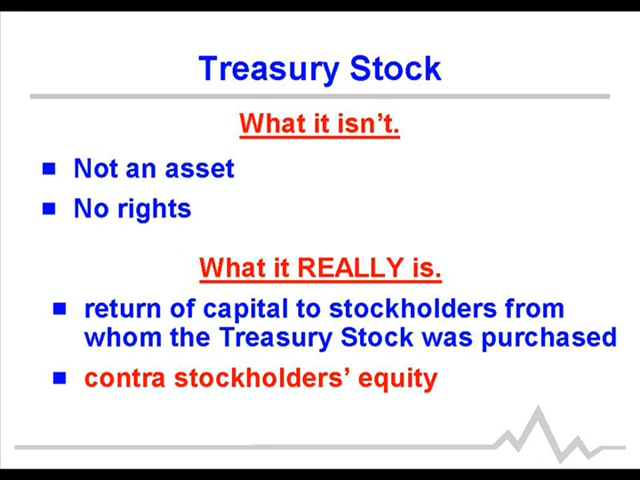 Treasury Stock
What it isn't.
Not an asset
No rights
What it REALLY is.
return of capital to stockholders from
whom the Treasury Stock was purchased
contra stockholders' equity